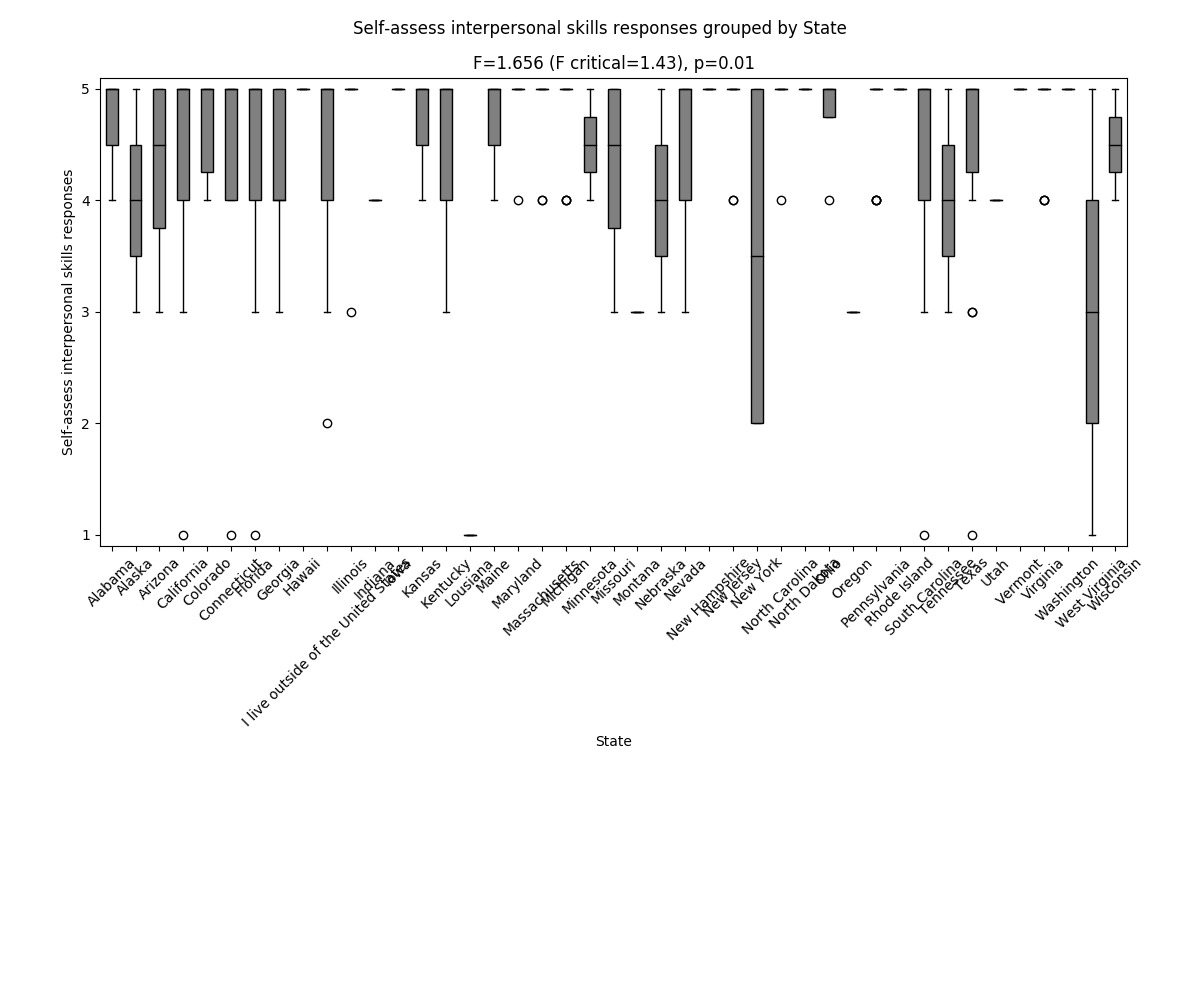 Self-assess interpersonal skills responses grouped by State
F=1.656 (F critical=1.43), p=0.01
Self-assess interpersonal skills responses
5
4
3
2
1
Alabama
Alaska
Arizona
California
Colorado
Connecticut
Florida
Georgia
Hawaii
I live outside of the United States
Illinois
Indiana
Iowa
Kansas
Kentucky
Lousiana
Maine
Maryland
Massachusetts
Michigan
Minnesota
Missouri
Montana
Nebraska
Nevada
New Hampshire
New Jersey
New York
North Carolina
North Dakota
Ohio
Oregon
Pennsylvania
Rhode Island
South Carolina
Tennessee
Texas
Utah
Vermont
Virginia
Washington
West Virginia
Wisconsin
State